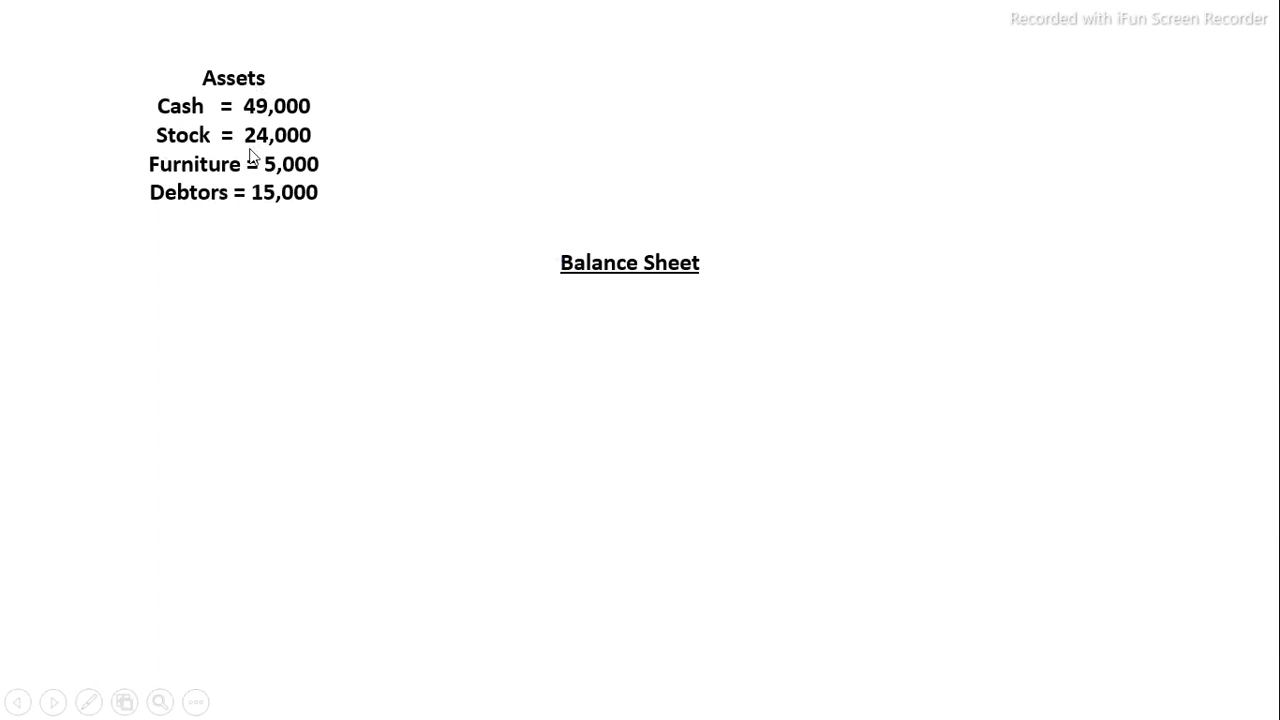 Recorded with iFun Screen Recorder
Assets
Cash = 49,000
Stock = 24,000
Furniture = 5,000
Debtors = 15,000
Balance Sheet